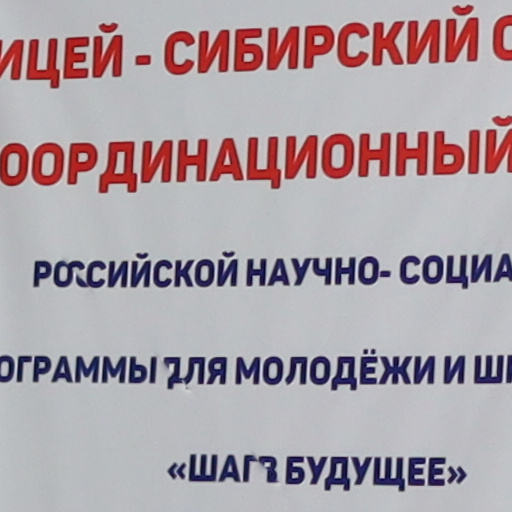 ИЦЕЙ - СИБИРСКИЙ
ООРДИНАЦИОННЫЙ
РОССИЙСКОЙ НАУЧНО- СОЦИА
ОГРАММЫ ДЛЯ МОЛОДЁЖИ И Ш
«ШАГ В БУДУЩЕЕ»